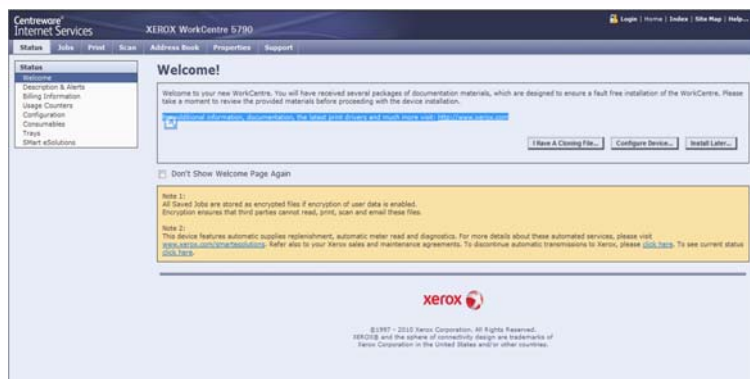 Centreware®
Internet Services
XEROX WorkCentre 5790
Login | Home | Index | Site Map | Help...
Status Jobs Print Scan Address Book Properties Support
Status
Welcome
Description & Alerts
Billing Information
Usage Counters
Configuration
Consumables
Trays
SMart eSolutions
Welcome!
Welcome to your new WorkCentre. You will have received several packages of documentation materials, which are designed to ensure a fault free installation of the WorkCentre. Please
take a moment to review the provided materials before proceeding with the device installation.
additional information, documentation, the latest print drivers and much more visit: http://www.xerox.com
I Have A Cloning File... Configure Device... Install Later...
Don't Show Welcome Page Again
Note 1:
All Saved Jobs are stored as encrypted files if encryption of user data is enabled.
Encryption ensures that third parties cannot read, print, scan and email these files.
Note 2:
This device features automatic supplies replenishment, automatic meter read and diagnostics. For more details about these automated services, please visit
www.xerox.com/smartesolutions. Refer also to your Xerox sales and maintenance agreements. To discontinue automatic transmissions to Xerox, please click here. To see current status
click here.
xerox
©1997 - 2010 Xerox Corporation. All Rights Reserved.
XEROX® and the sphere of connectivity design are trademarks of
Xerox Corporation in the United States and/or other countries.